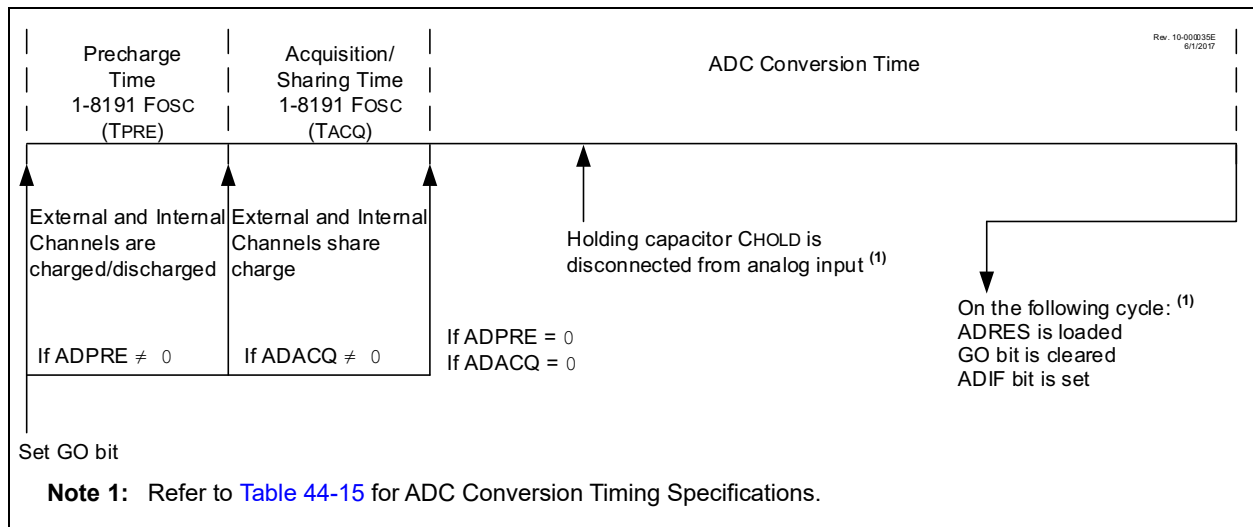 Rev. 10-000035E
6/1/2017
Precharge
Time
1-8191 FOSC
(TPRE)
Acquisition/
Sharing Time
1-8191 FOSC
(TACQ)
ADC Conversion Time
External and Internal
Channels are
charged/discharged
External and Internal
Channels share
charge
Holding capacitor CHOLD is
disconnected from analog input (1)
On the following cycle: (1)
ADRES is loaded
GO bit is cleared
ADIF bit is set
If ADPRE ≠ 0
If ADACQ ≠ 0
If ADPRE = 0
If ADACQ = 0
Set GO bit
Note 1: Refer to Table 44-15 for ADC Conversion Timing Specifications.